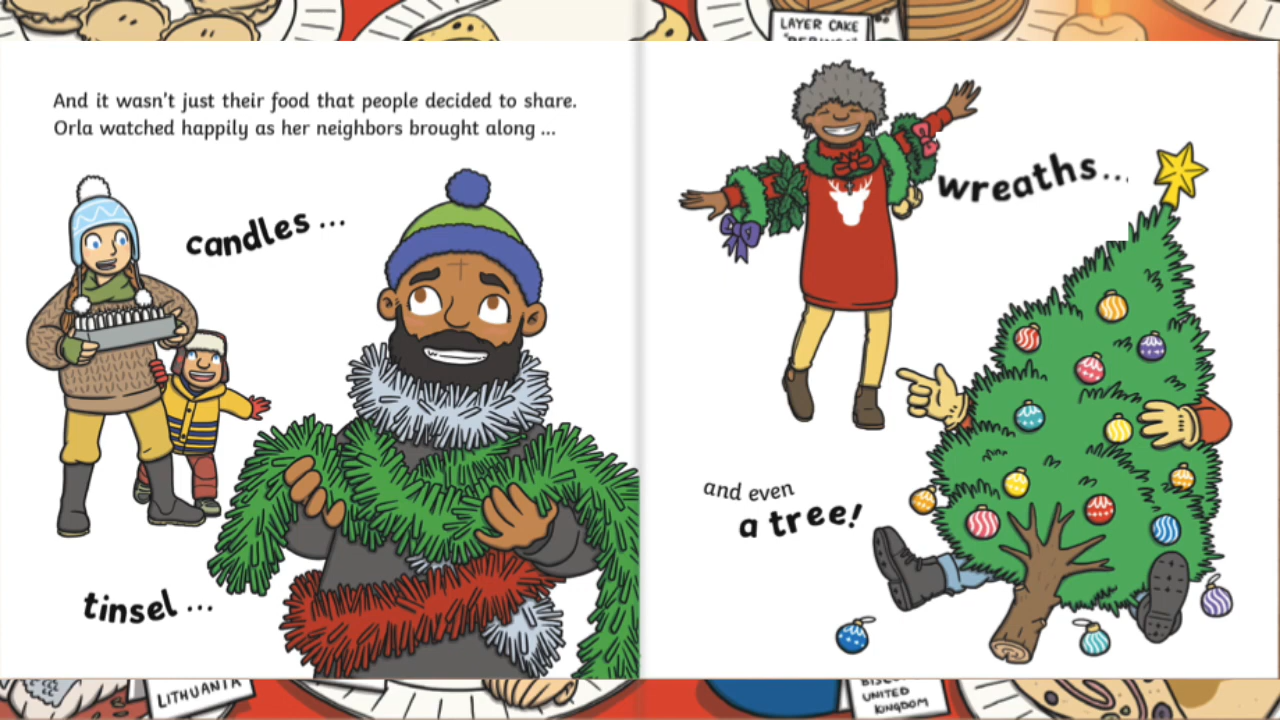 LAYER CAKE
And it wasn't just their food that people decided to share.
Orla watched happily as her neighbors brought along ...
candles ...
tinsel ...
wreaths...
and even
a tree!
LITHUANIA
UNITED
KINGDOM